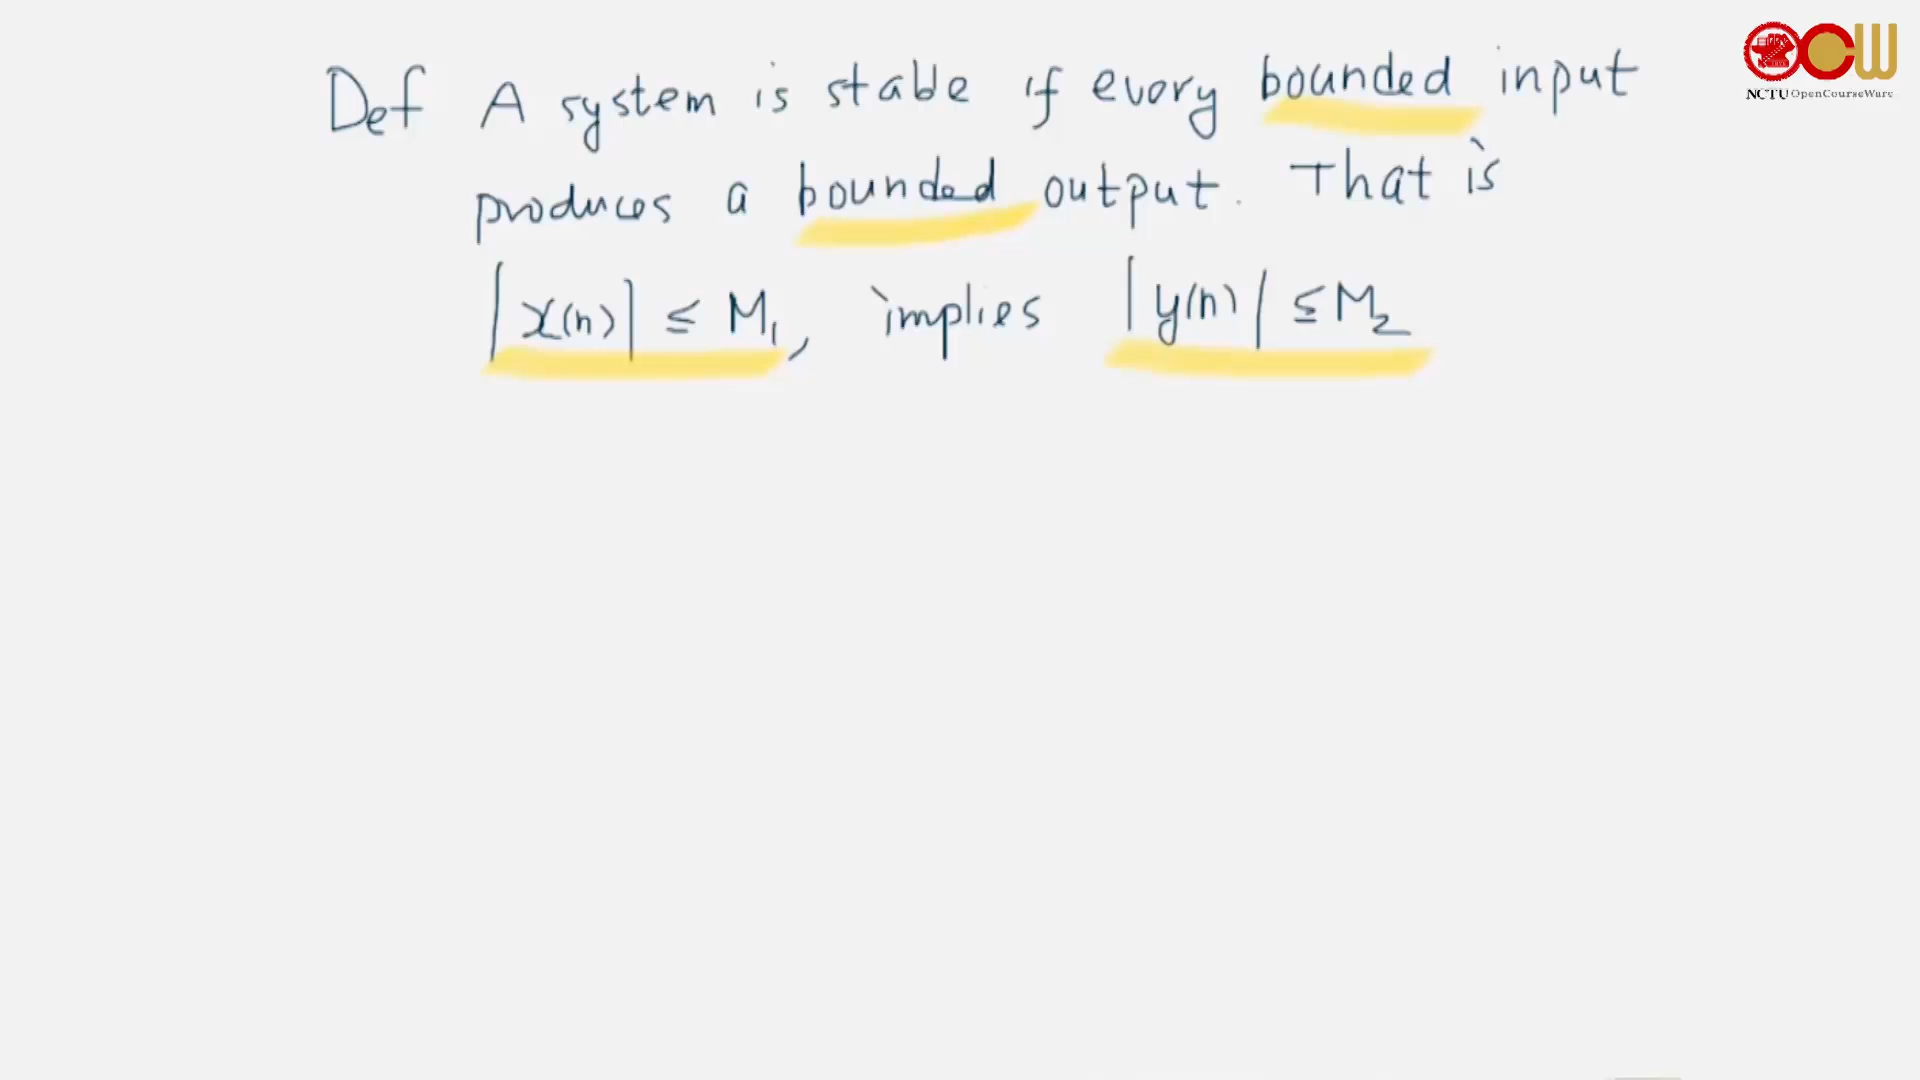 Def A system is stable if every bounded input
produces a bounded output. That is
|x(n)| ≤ M₁, implies |y(n)| ≤ M₂
NCTU OpenCourseWare